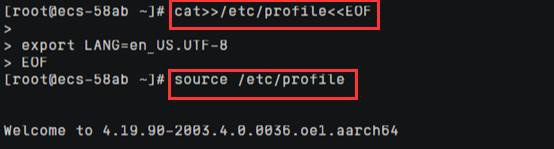 [root@ecs-58ab ~]# cat>>/etc/profile<<EOF
>
> export LANG=en_US.UTF-8
> EOF
[root@ecs-58ab ~]# source /etc/profile
Welcome to 4.19.90-2003.4.0.0036.oe1.aarch64